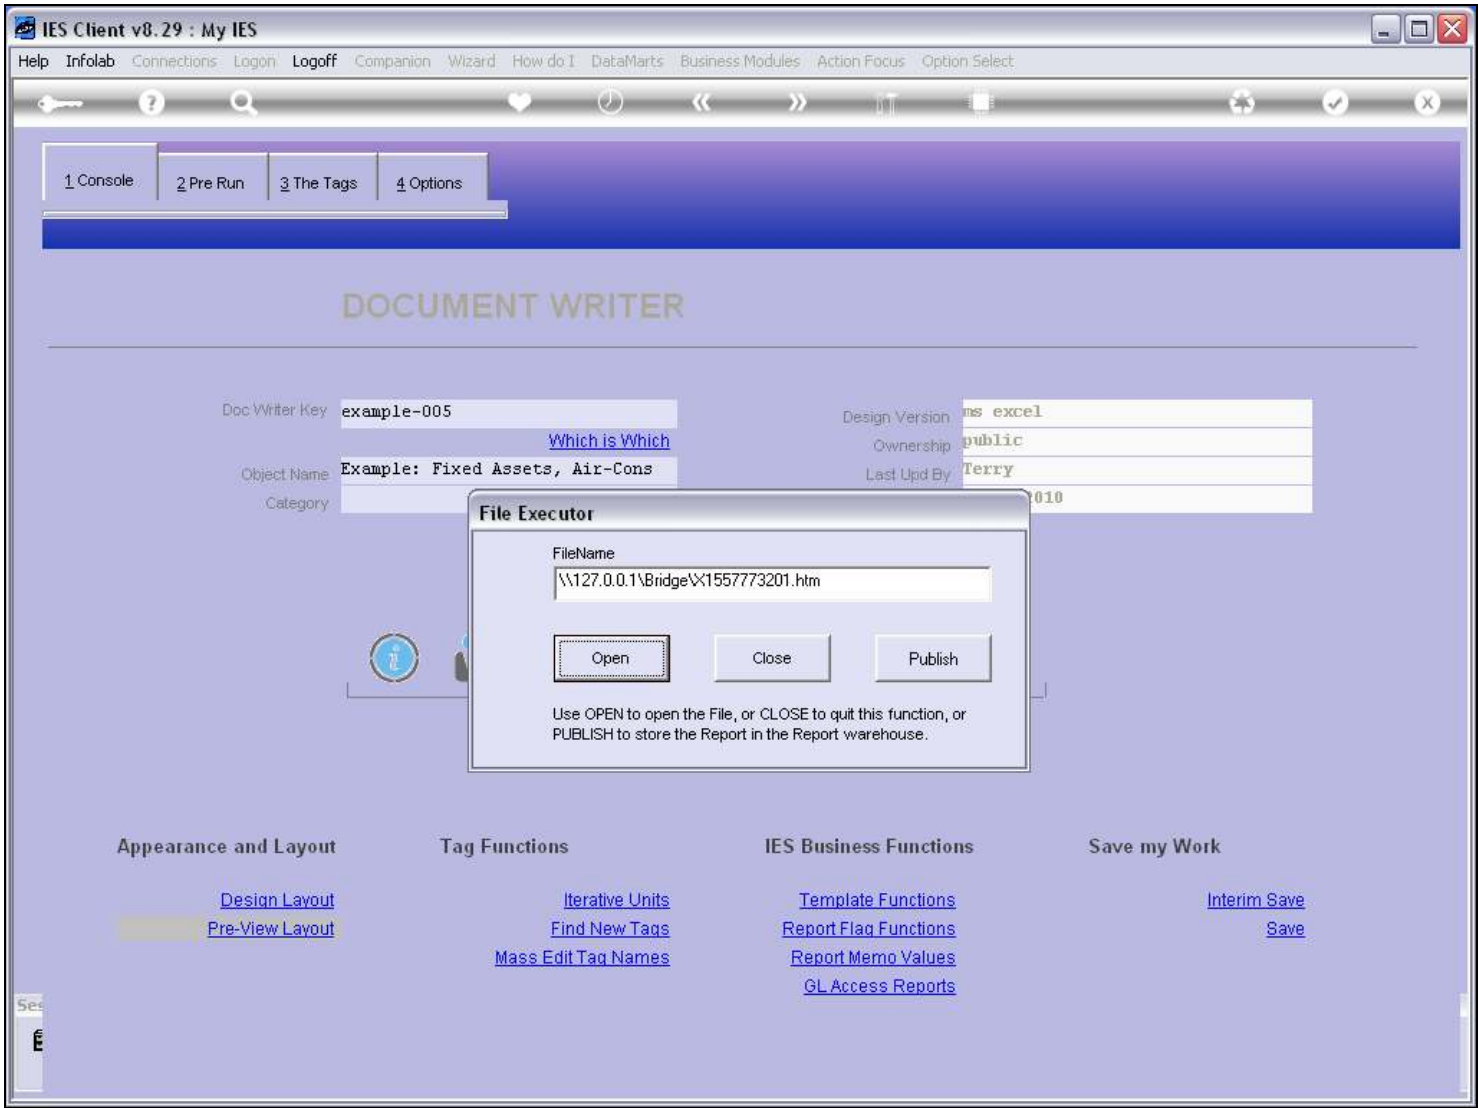 IES Client v8.29 : My IES
Help Infolab Connections Logon Logoff Companion Wizard How do I DataMarts Business Modules Action Focus Option Select
1 Console 2 Pre Run 3 The Tags 4 Options
DOCUMENT WRITER
Doc Writer Key example-005
Which is Which
Object Name Example: Fixed Assets, Air-Cons
Category
Design Version ms excel
Ownership public
Last Upd By Terry
2010
File Executor
FileName
\\127.0.0.1\Bridge\X1557773201.htm
Open Close Publish
Use OPEN to open the File, or CLOSE to quit this function, or
PUBLISH to store the Report in the Report warehouse.
Appearance and Layout
Design Layout
Pre-View Layout
Tag Functions
Iterative Units
Find New Tags
Mass Edit Tag Names
IES Business Functions
Template Functions
Report Flag Functions
Report Memo Values
GL Access Reports
Save my Work
Interim Save
Save